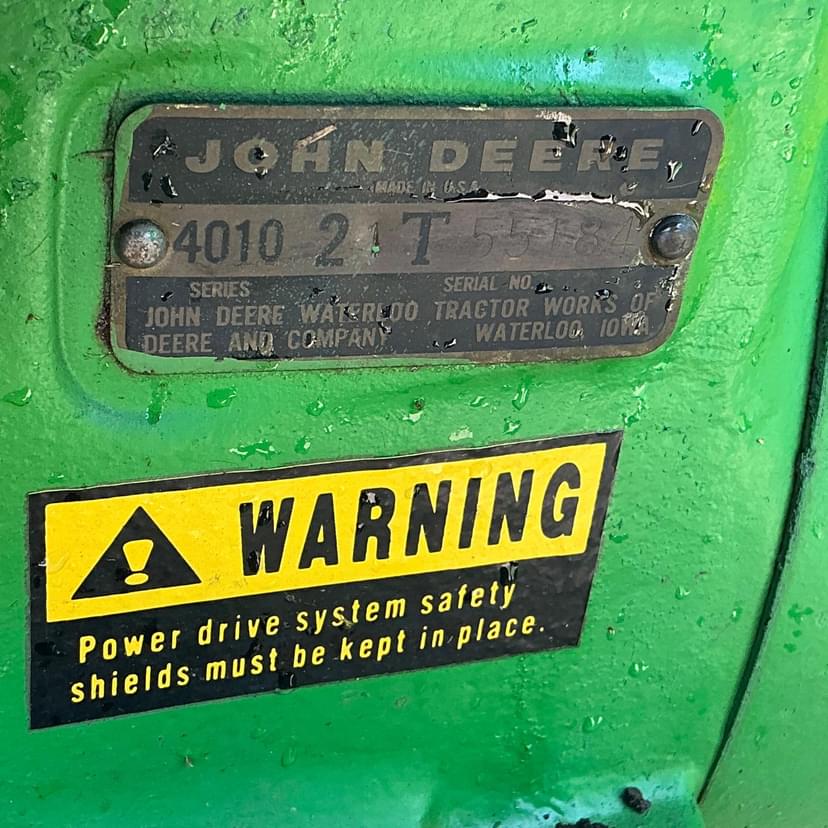 JOHN DEERE
MADE IN U.S.A.
4010 21 T 55184
SERIES SERIAL NO.
JOHN DEERE WATERLOO TRACTOR WORKS OF
DEERE AND COMPANY WATERLOO, IOWA
WARNING
Power drive system safety
shields must be kept in place.